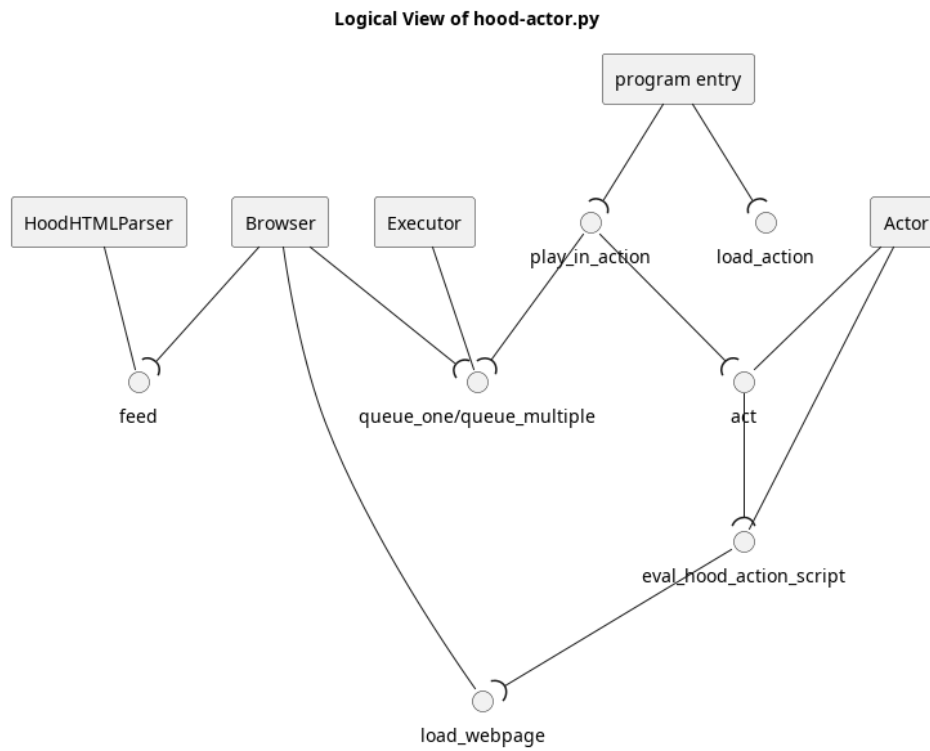 Logical View of hood-actor.py
program entry
HoodHTMLParser
Browser
Executor
Actor
play_in_action
load_action
feed
queue_one/queue_multiple
act
eval_hood_action_script
load_webpage